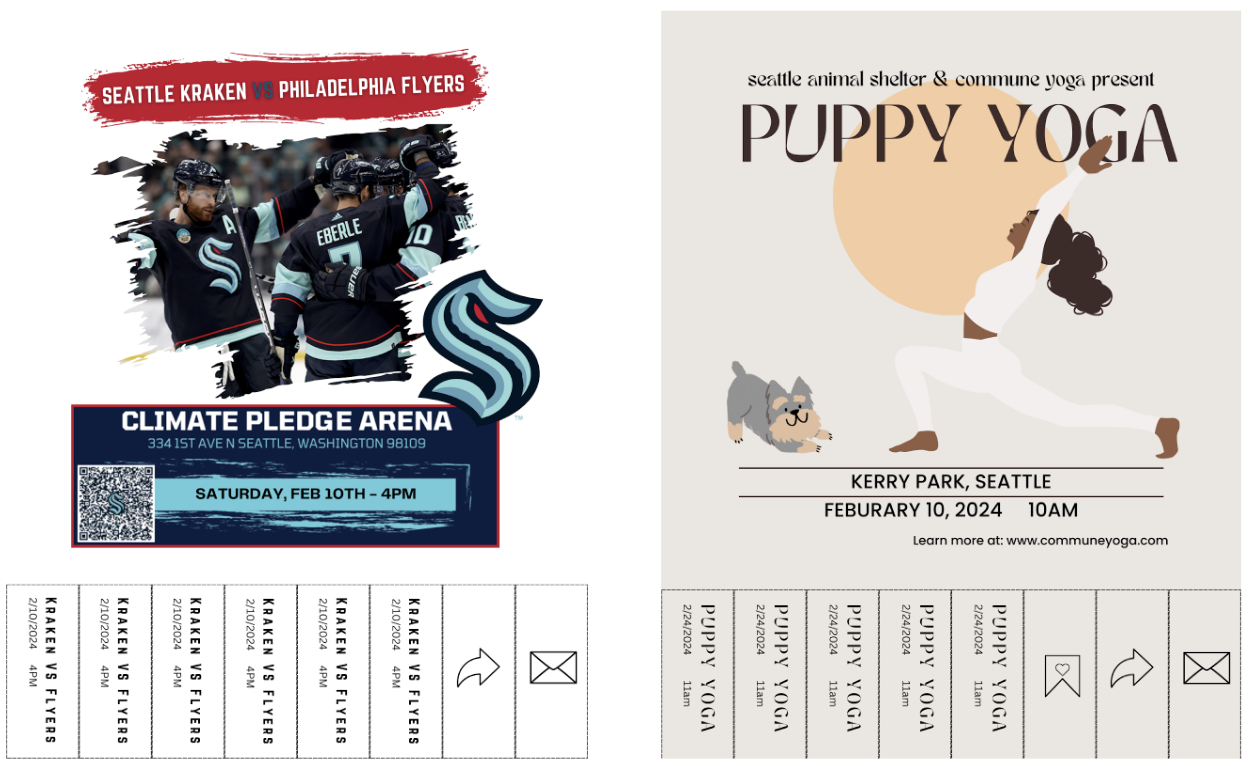 SEATTLE KRAKEN VS PHILADELPHIA FLYERS
A
EBERLE
7
10
BAUER
CLIMATE PLEDGE ARENA
334 1ST AVE N SEATTLE, WASHINGTON 98109
SATURDAY, FEB 10TH – 4PM
TM
KRAKEN VS FLYERS
2/10/2024 4PM
KRAKEN VS FLYERS
2/10/2024 4PM
KRAKEN VS FLYERS
2/10/2024 4PM
KRAKEN VS FLYERS
2/10/2024 4PM
KRAKEN VS FLYERS
2/10/2024 4PM
KRAKEN VS FLYERS
2/10/2024 4PM
seattle animal shelter & commune yoga present
PUPPY YOGA
KERRY PARK, SEATTLE
FEBURARY 10, 2024 10AM
Learn more at: www.communeyoga.com
PUPPY YOGA
2/24/2024 11am
PUPPY YOGA
2/24/2024 11am
PUPPY YOGA
2/24/2024 11am
PUPPY YOGA
2/24/2024 11am
PUPPY YOGA
2/24/2024 11am